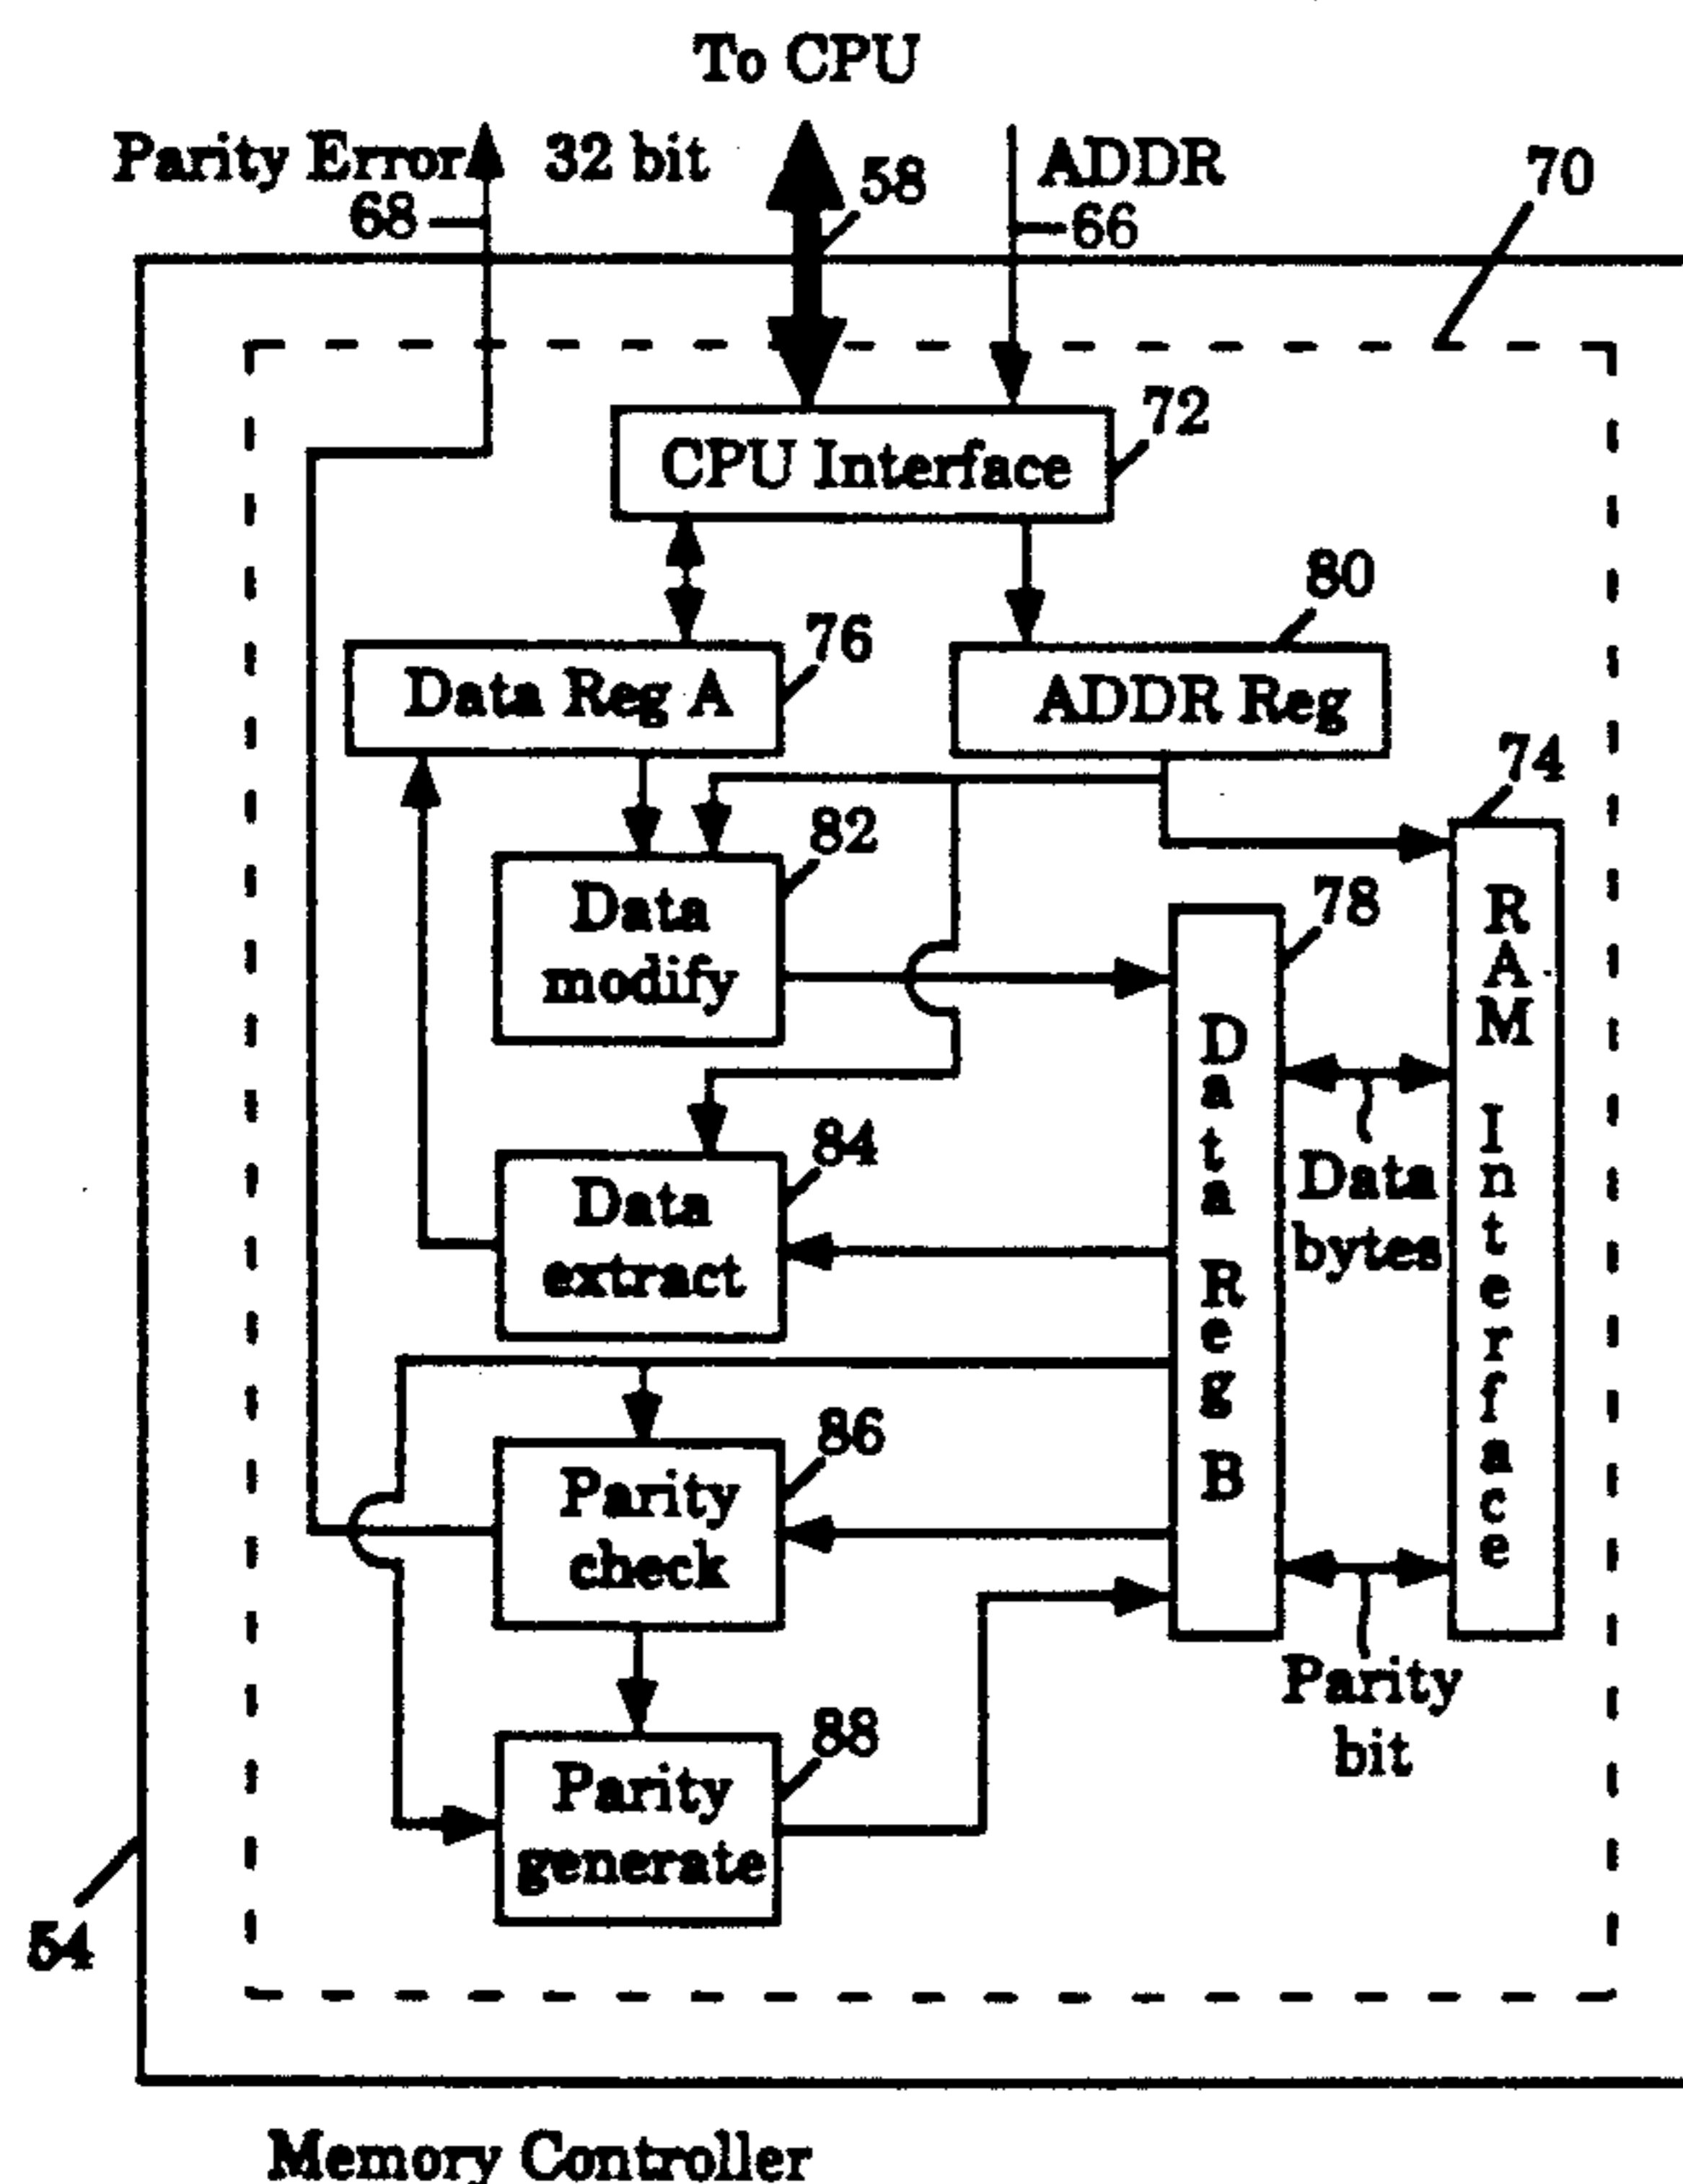 To CPU
Parity Error
32 bit
ADDR
68
58
66
70
CPU Interface
72
Data Reg A
76
ADDR Reg
80
Data
modify
82
74
RAM Interface
78
Data Reg B
Data
bytes
Data
extract
84
Parity
check
86
Parity
bit
Parity
generate
88
54
Memory Controller